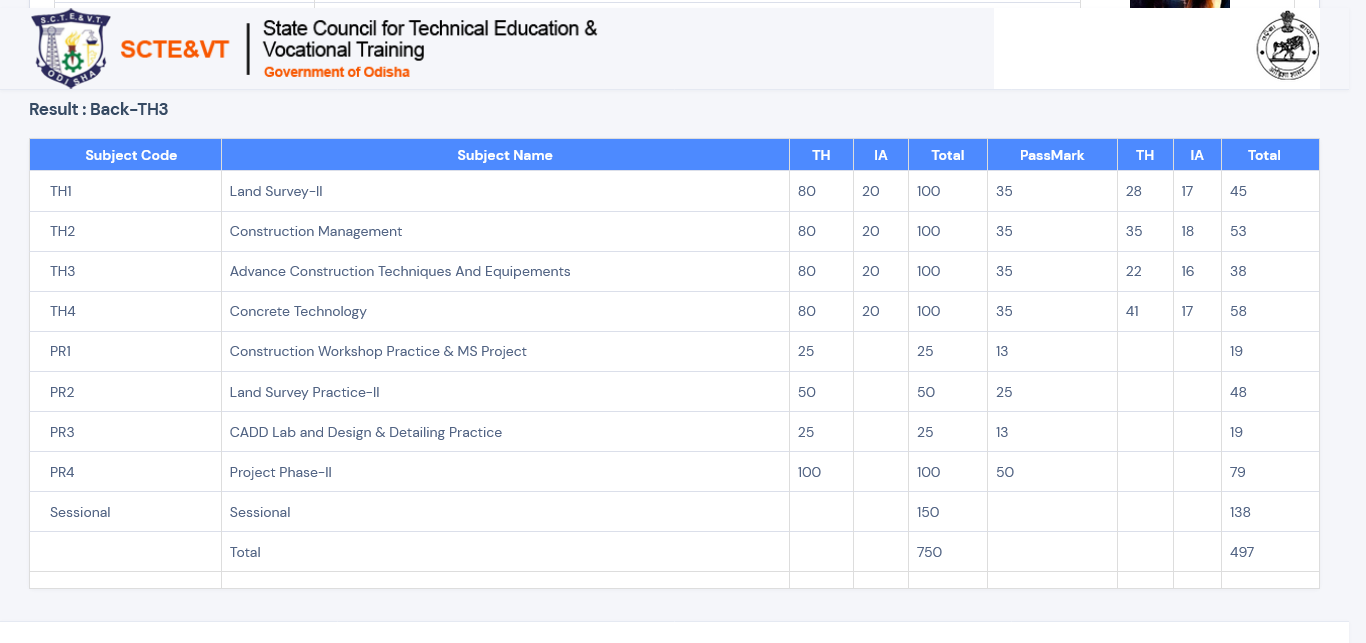 S.C.T.E.&V.T.
ODISHA
SCTE&VT
State Council for Technical Education &
Vocational Training
Government of Odisha
Result : Back-TH3
Subject Code Subject Name TH IA Total PassMark TH IA Total
TH1 Land Survey-II 80 20 100 35 28 17 45
TH2 Construction Management 80 20 100 35 35 18 53
TH3 Advance Construction Techniques And Equipements 80 20 100 35 22 16 38
TH4 Concrete Technology 80 20 100 35 41 17 58
PR1 Construction Workshop Practice & MS Project 25 25 13 19
PR2 Land Survey Practice-II 50 50 25 48
PR3 CADD Lab and Design & Detailing Practice 25 25 13 19
PR4 Project Phase-II 100 100 50 79
Sessional Sessional 150 138
Total 750 497